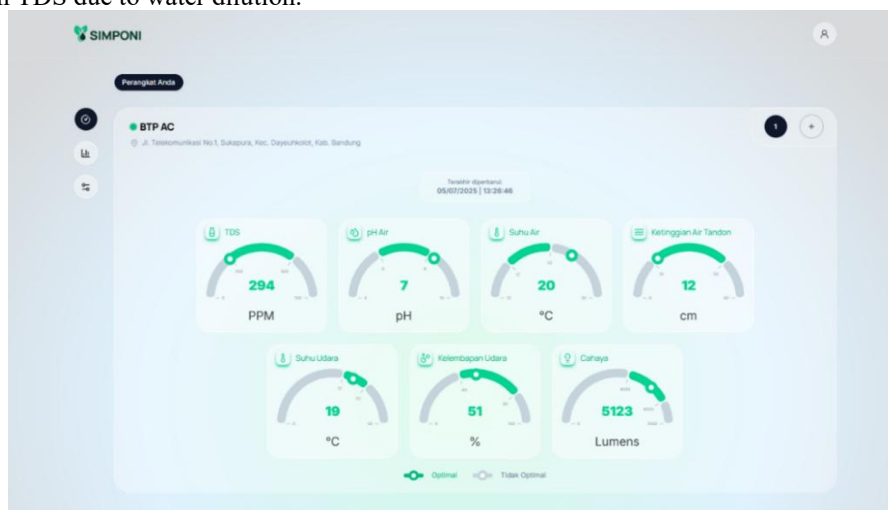 TDS due to water dilution.
SIMPONI
Perangkat Anda
BTP AC
Jl. Telekomunikasi No.1, Sukapura, Kec. Dayeuhkolot, Kab. Bandung
1
+
Terakhir diperbarui:
05/07/2025 | 13:26:46
TDS
294
PPM
pH Air
7
pH
Suhu Air
20
°C
Ketinggian Air Tandon
12
cm
Suhu Udara
19
°C
Kelembapan Udara
51
%
Cahaya
5123
Lumens
Optimal
Tidak Optimal